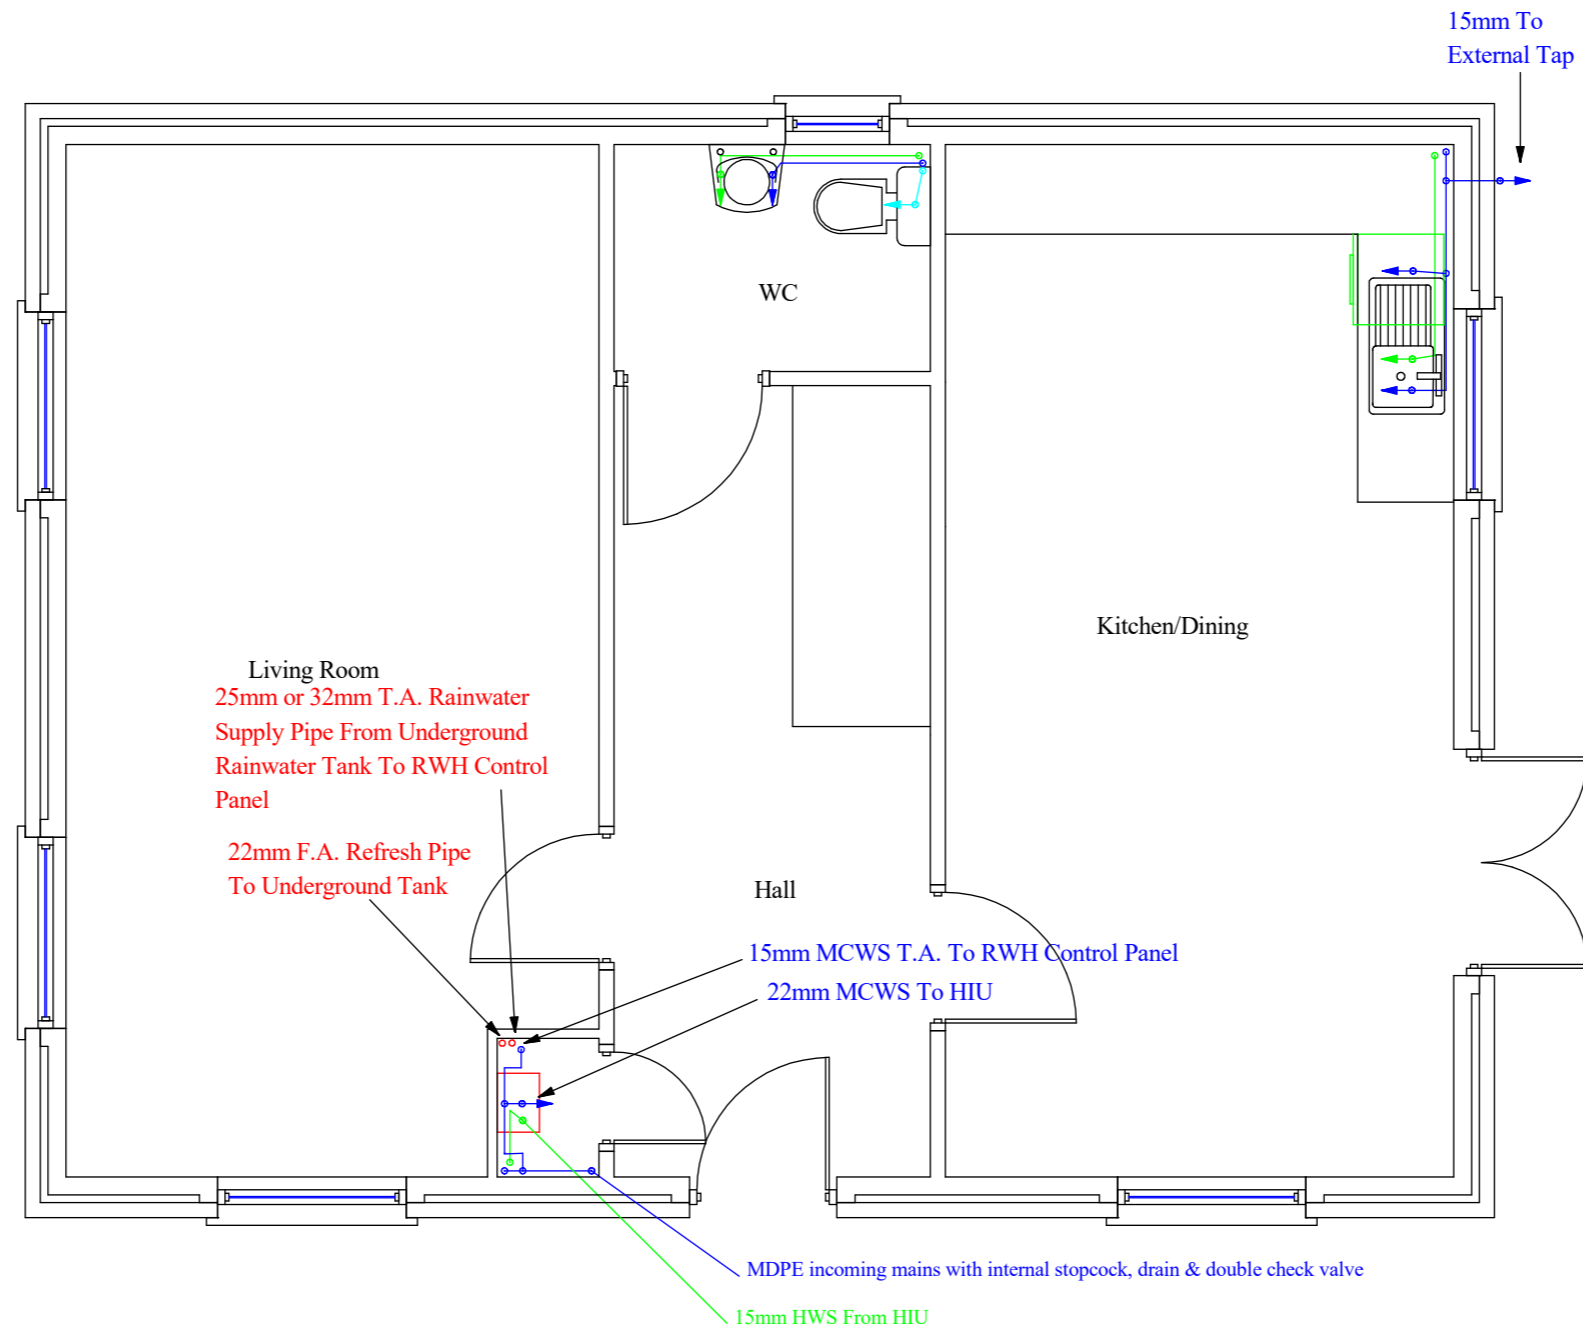 15mm To
External Tap
WC
Kitchen/Dining
Living Room
25mm or 32mm T.A. Rainwater
Supply Pipe From Underground
Rainwater Tank To RWH Control
Panel
22mm F.A. Refresh Pipe
To Underground Tank
Hall
15mm MCWS T.A. To RWH Control Panel
22mm MCWS To HIU
MDPE incoming mains with internal stopcock, drain & double check valve
15mm HWS From HIU